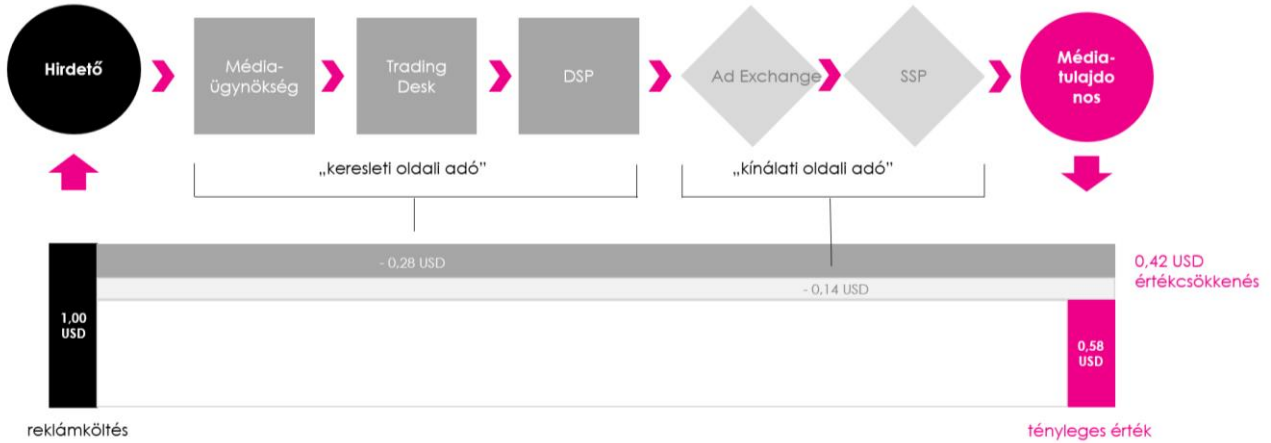 Hirdető
Média-
ügynökség
Trading
Desk
DSP
Ad Exchange
SSP
Média-
tulajdo
nos
„keresleti oldali adó”
„kínálati oldali adó”
- 0,28 USD
0,42 USD
értékcsökkenés
- 0,14 USD
1,00
USD
0,58
USD
reklámköltés
tényleges érték